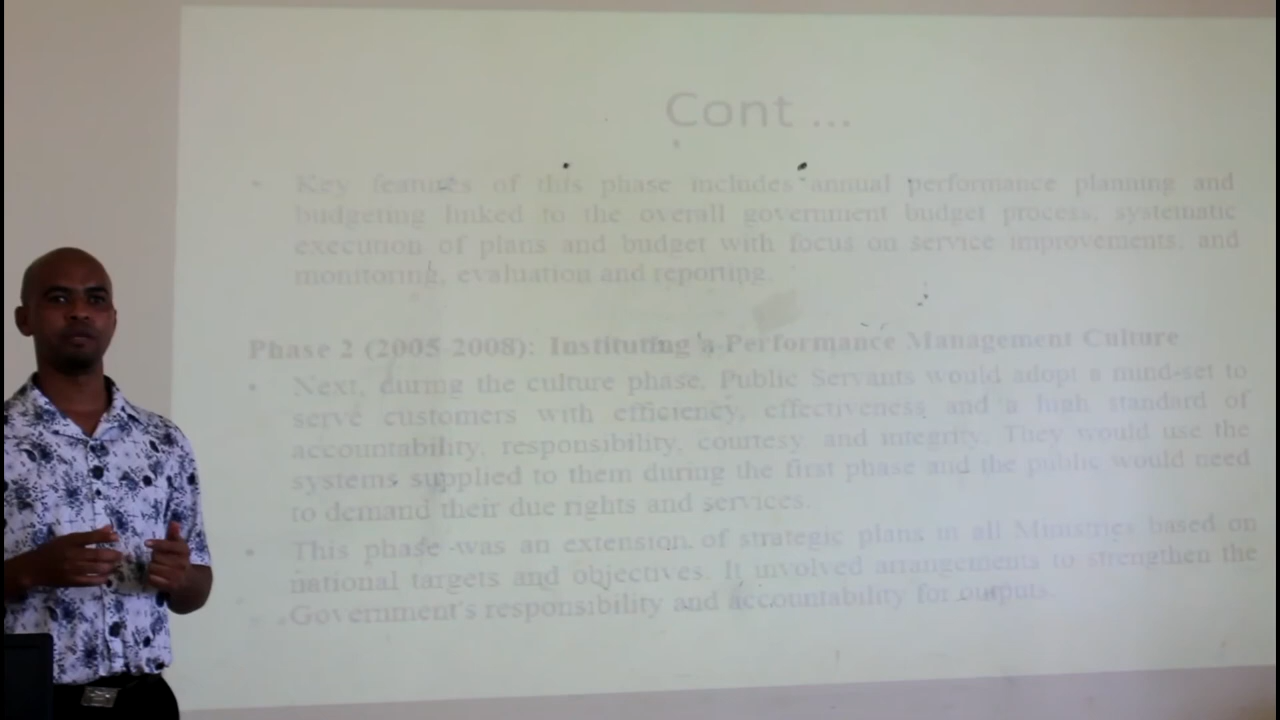 Cont ...
• Key features of this phase includes annual performance planning and
budgeting linked to the overall government budget process, systematic
execution of plans and budget with focus on service improvements, and
monitoring, evaluation and reporting.
Phase 2 (2005 2008): Instituting a Performance Management Culture
• Next, during the culture phase, Public Servants would adopt a mind-set to
serve customers with efficiency, effectiveness and a high standard of
accountability, responsibility, courtesy and integrity. They would use the
systems supplied to them during the first phase and the public would need
to demand their due rights and services.
• This phase was an extension of strategic plans in all Ministries based on
national targets and objectives. It involved arrangements to strengthen the
Government's responsibility and accountability for outputs.